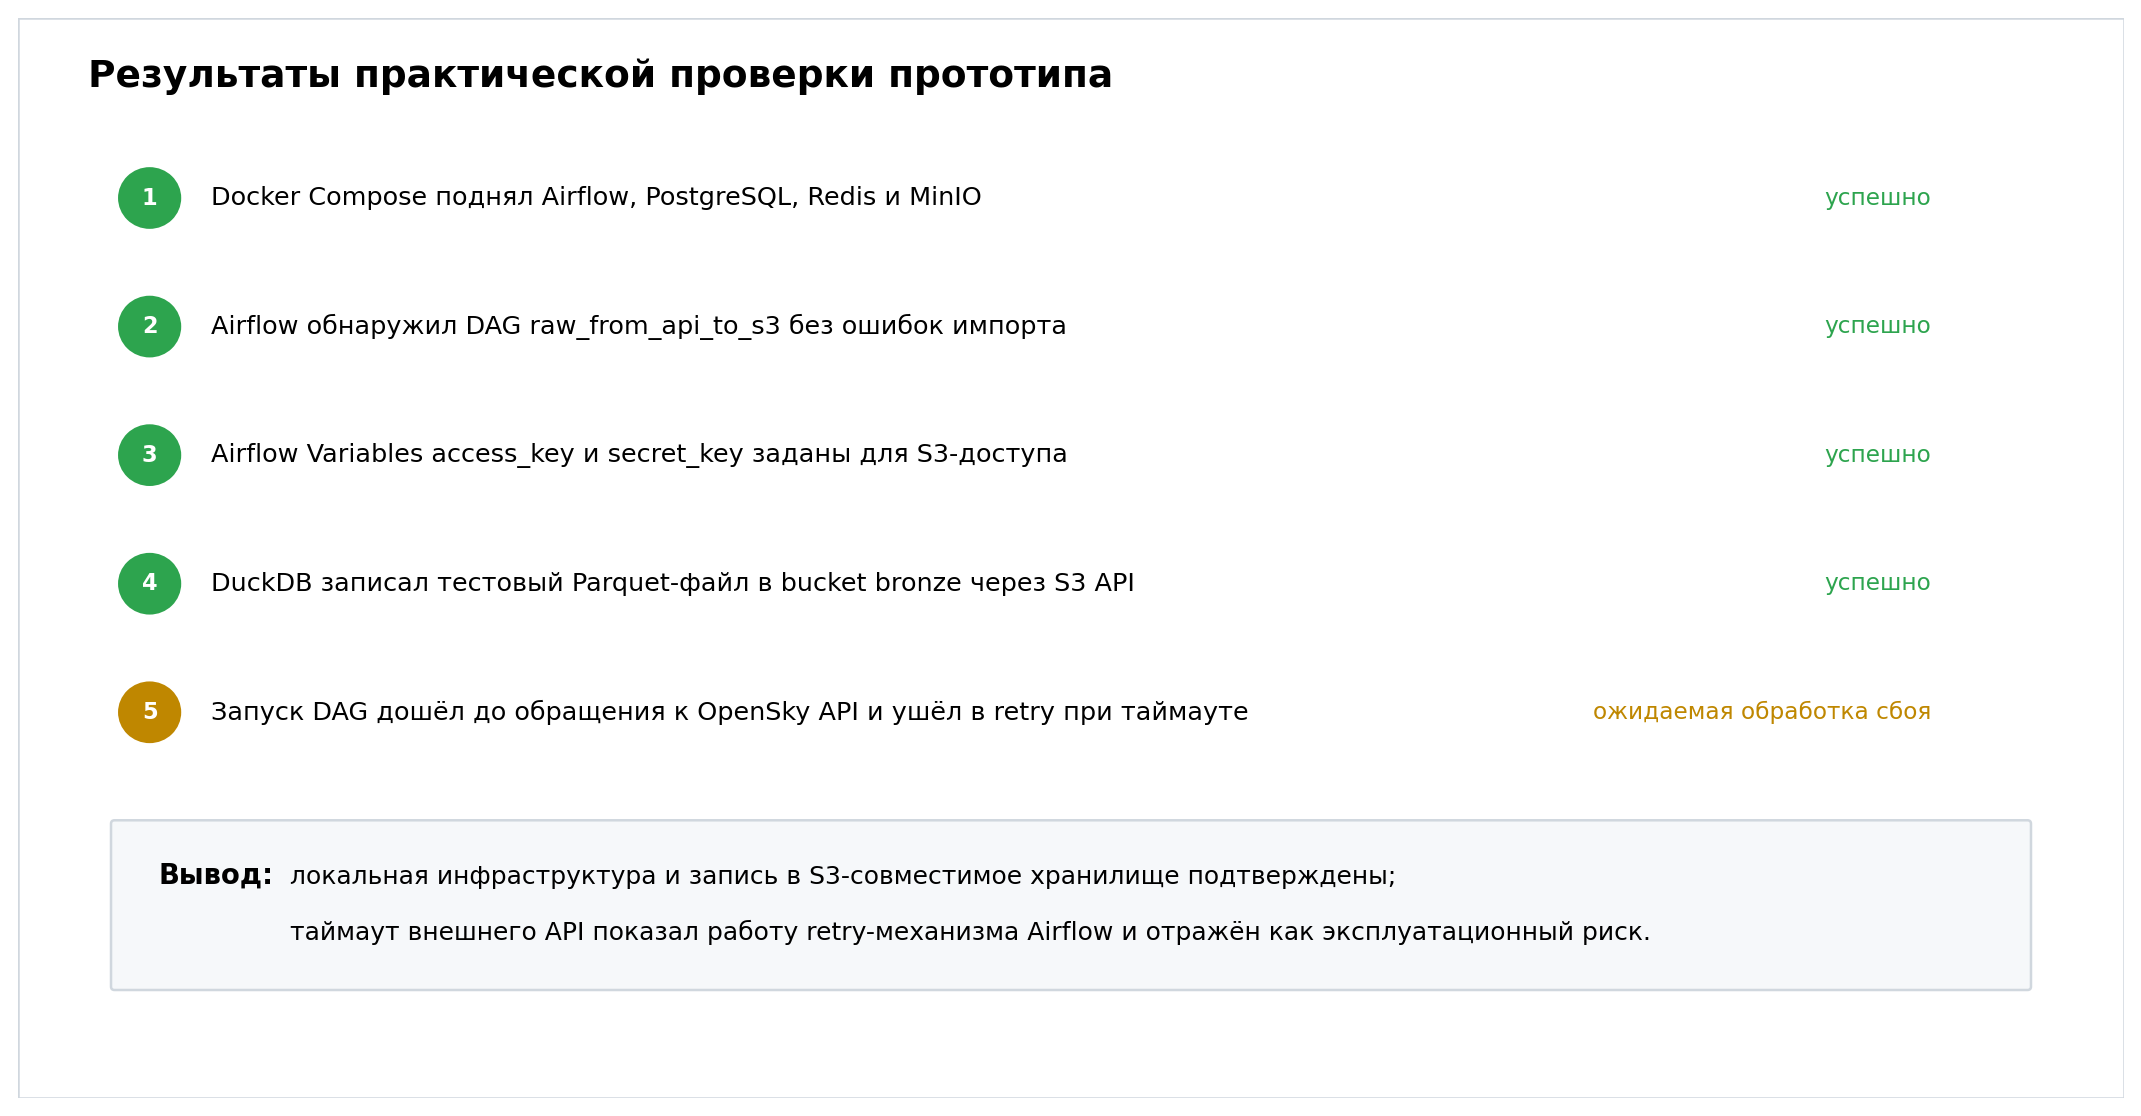 Результаты практической проверки прототипа
1 Docker Compose поднял Airflow, PostgreSQL, Redis и MinIO успешно
2 Airflow обнаружил DAG raw_from_api_to_s3 без ошибок импорта успешно
3 Airflow Variables access_key и secret_key заданы для S3-доступа успешно
4 DuckDB записал тестовый Parquet-файл в bucket bronze через S3 API успешно
5 Запуск DAG дошёл до обращения к OpenSky API и ушёл в retry при таймауте ожидаемая обработка сбоя
Вывод: локальная инфраструктура и запись в S3-совместимое хранилище подтверждены;
таймаут внешнего API показал работу retry-механизма Airflow и отражён как эксплуатационный риск.